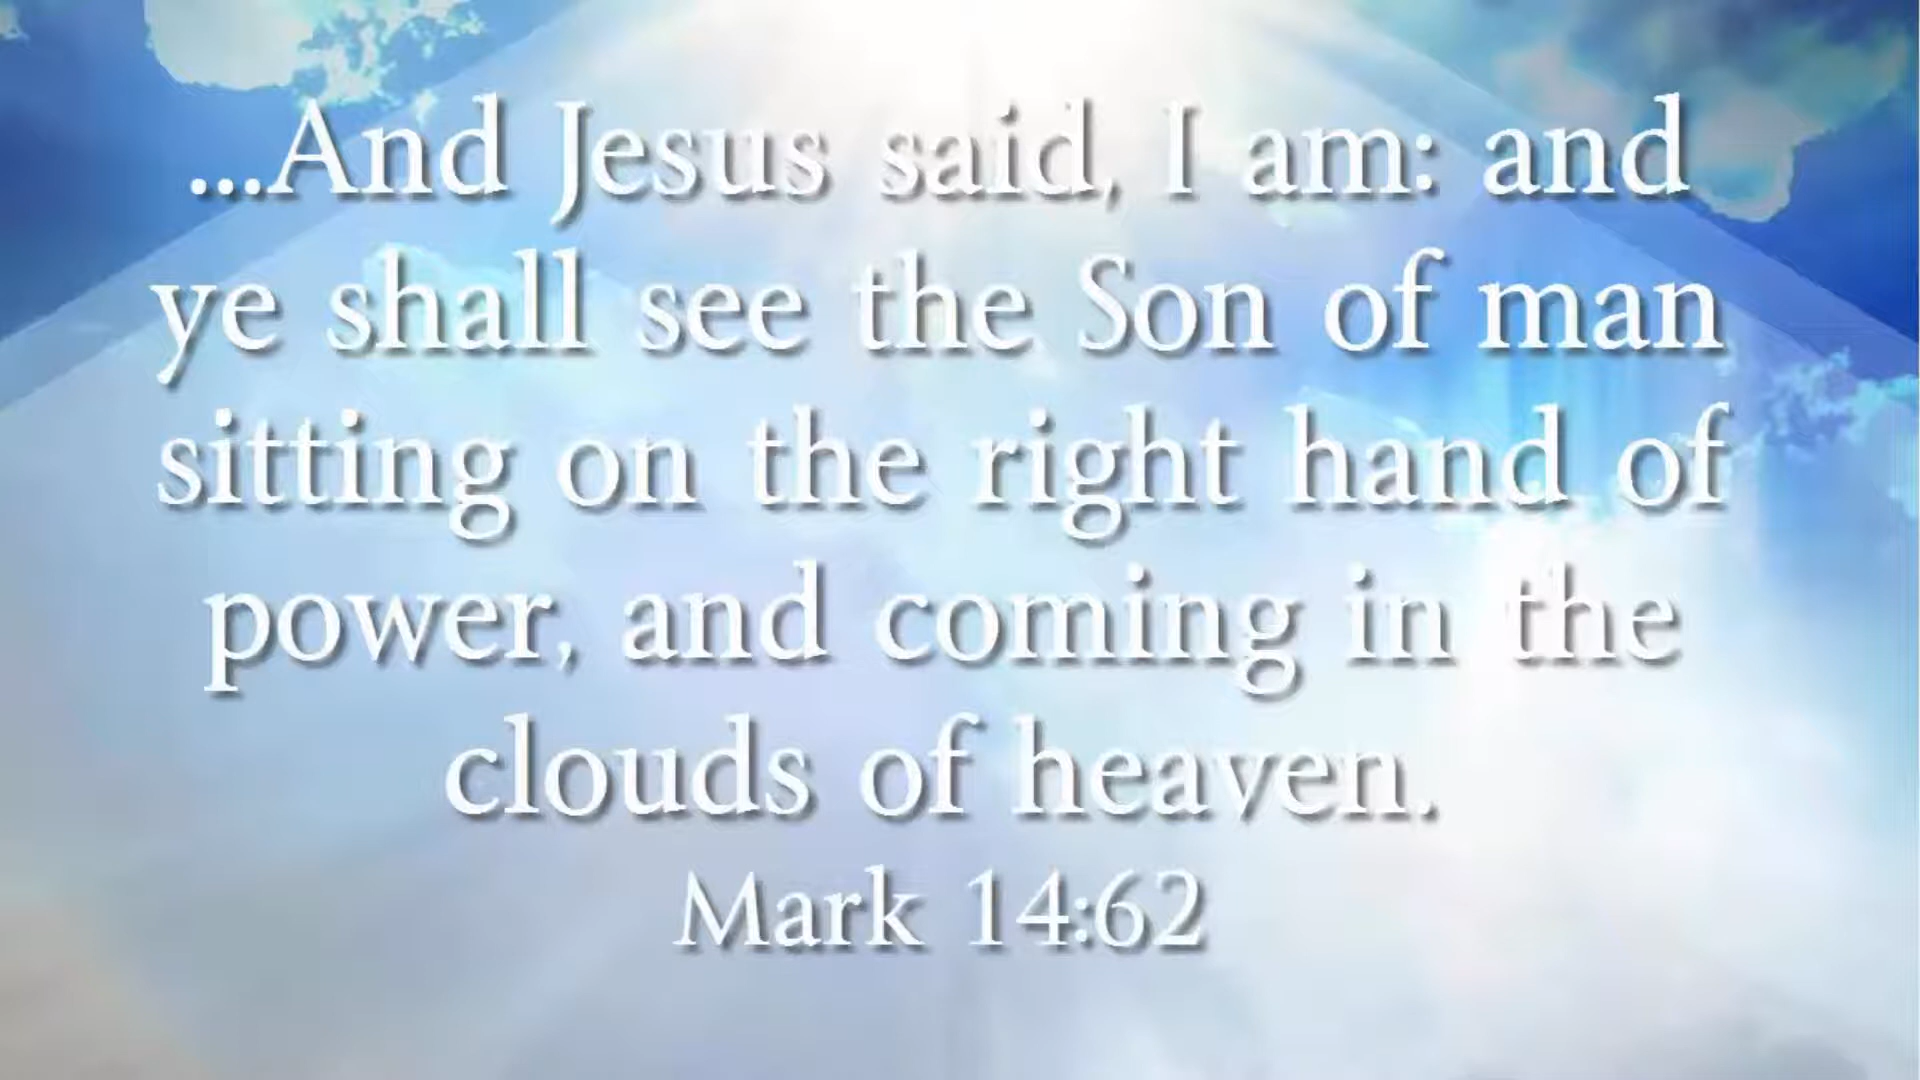 ...And Jesus said, I am: and
ye shall see the Son of man
sitting on the right hand of
power, and coming in the
clouds of heaven.
Mark 14:62